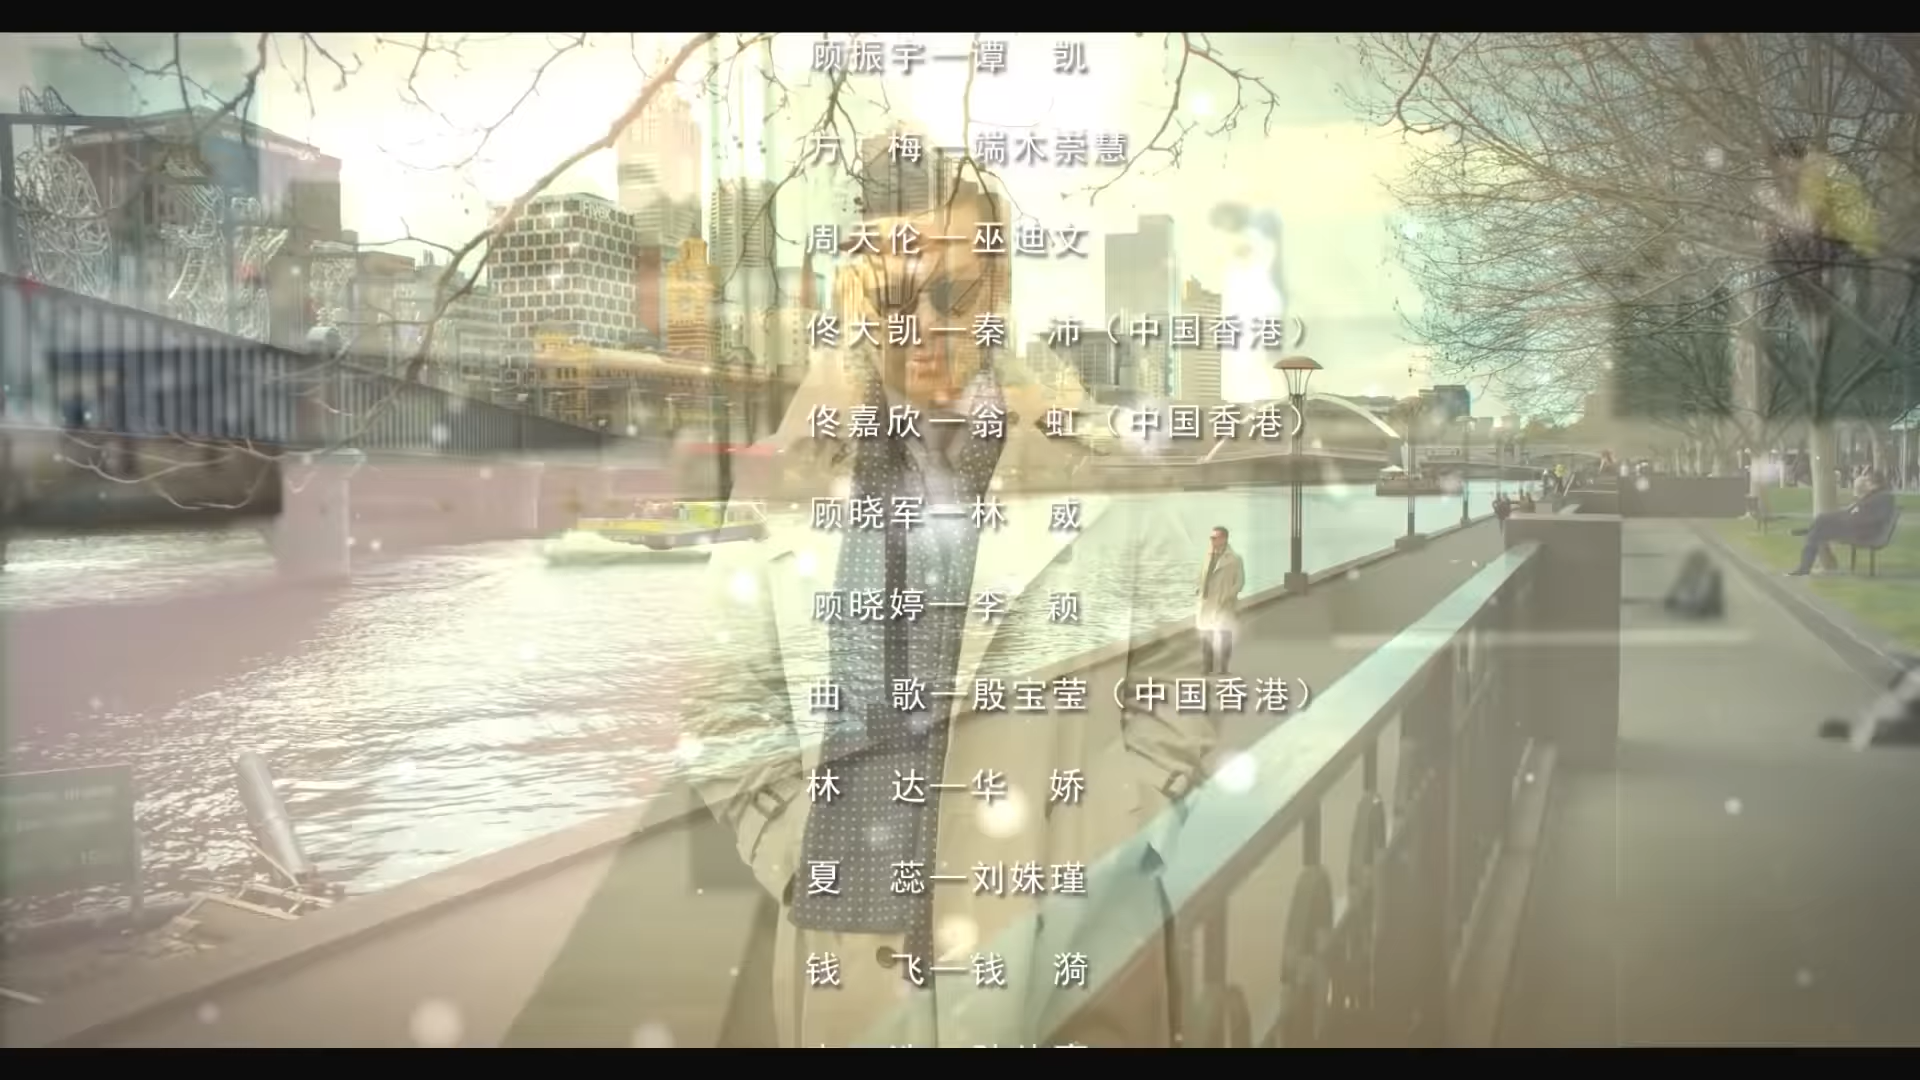 顾振宇—谭　凯
方　梅—端木崇慧
周天伦—巫迪文
佟大凯—秦　沛（中国香港）
佟嘉欣—翁　虹（中国香港）
顾晓军—林　威
顾晓婷—李　颖
曲　歌—殷宝莹（中国香港）
林　达—华　娇
夏　蕊—刘姝瑾
钱　飞—钱　漪